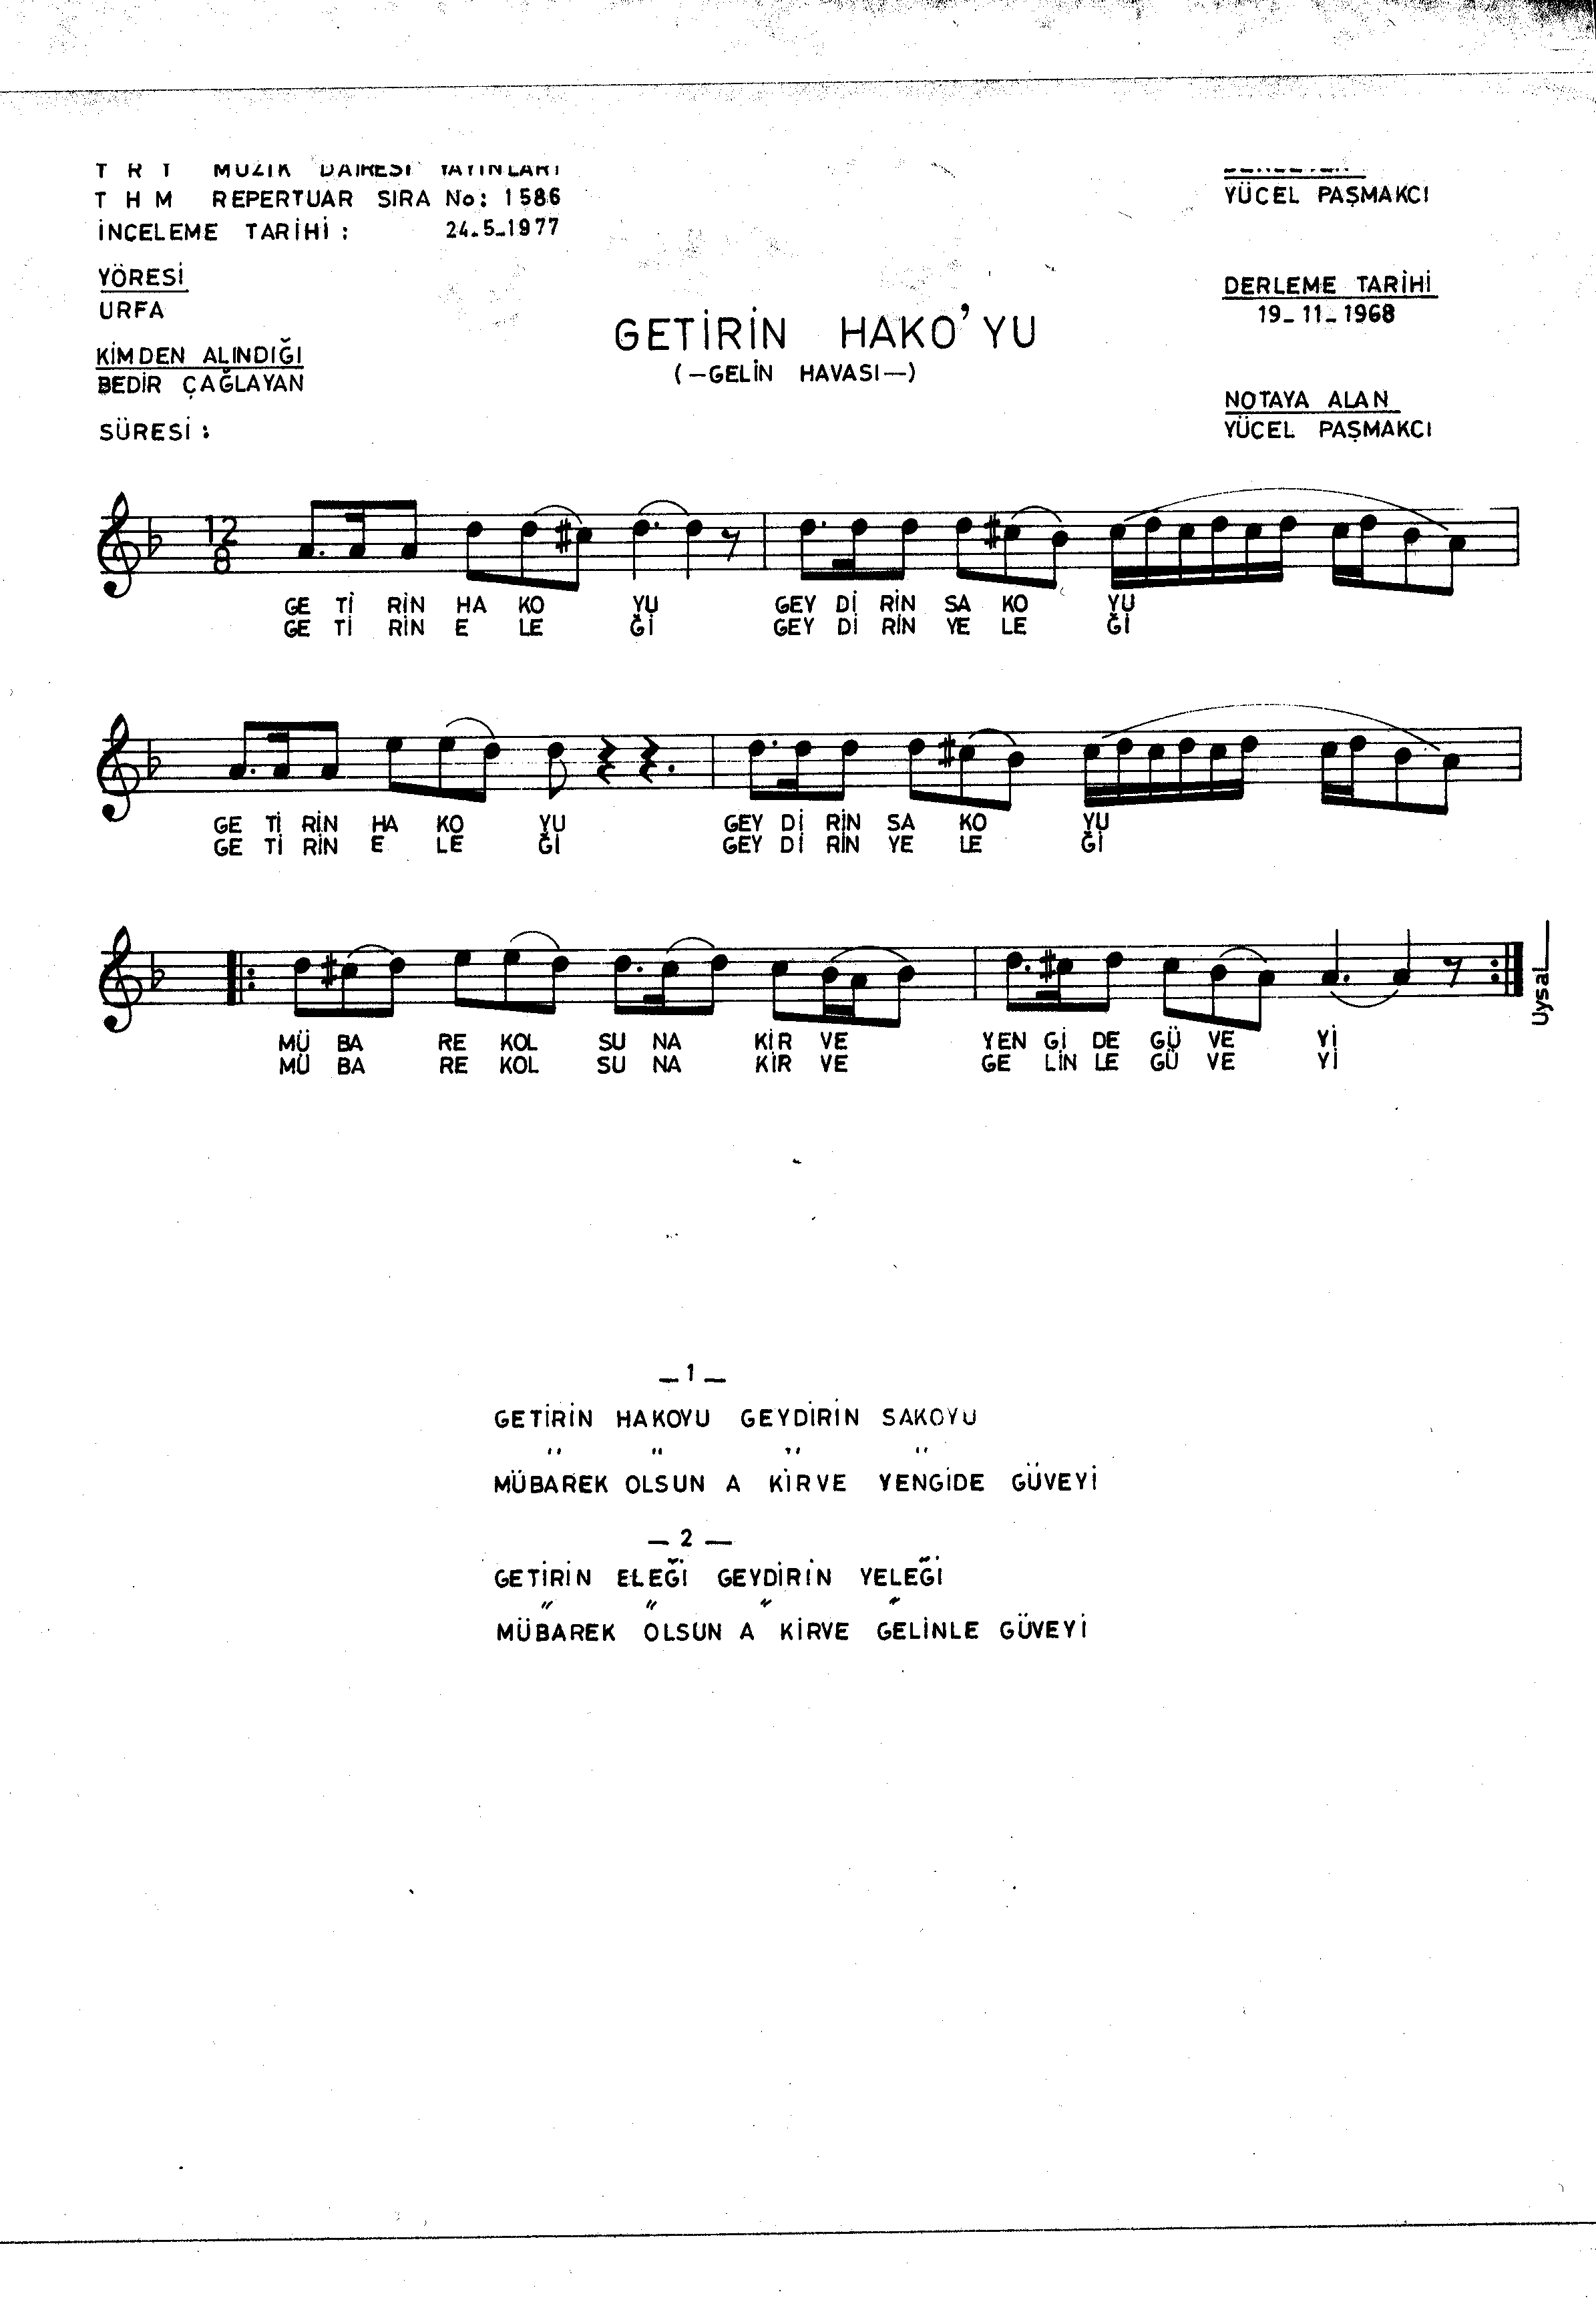 T R T MÜZİK DAİRESİ YAYINLARI
T H M REPERTUAR SIRA No: 1586
İNCELEME TARİHİ : 24.5-1977
YÖRESİ
URFA
KİMDEN ALINDIĞI
BEDİR ÇAĞLAYAN
SÜRESİ :
YÜCEL PAŞMAKCI
DERLEME TARİHİ
19-11-1968
NOTAYA ALAN
YÜCEL PAŞMAKCI
GETİRİN HAKO'YU
(-GELİN HAVASI-)
12
8
GE Tİ RİN HA KO YU GEY Dİ RİN SA KO YU
GE Tİ RİN E LE Ğİ GEY Dİ RİN YE LE Ğİ
GE Tİ RİN HA KO YU GEY Dİ RİN SA KO YU
GE Tİ RİN E LE Ğİ GEY Dİ RİN YE LE Ğİ
MÜ BA RE KOL SU NA KİR VE YEN Gİ DE GÜ VE Yİ
MÜ BA RE KOL SU NA KİR VE GE LİN LE GÜ VE Yİ
Uysal
- 1 -
GETİRİN HAKOYU GEYDİRİN SAKOYU
" " " "
MÜBAREK OLSUN A KİRVE YENGİDE GÜVEYİ
- 2 -
GETİRİN ELEĞİ GEYDİRİN YELEĞİ
" " " "
MÜBAREK OLSUN A KİRVE GELİNLE GÜVEYİ